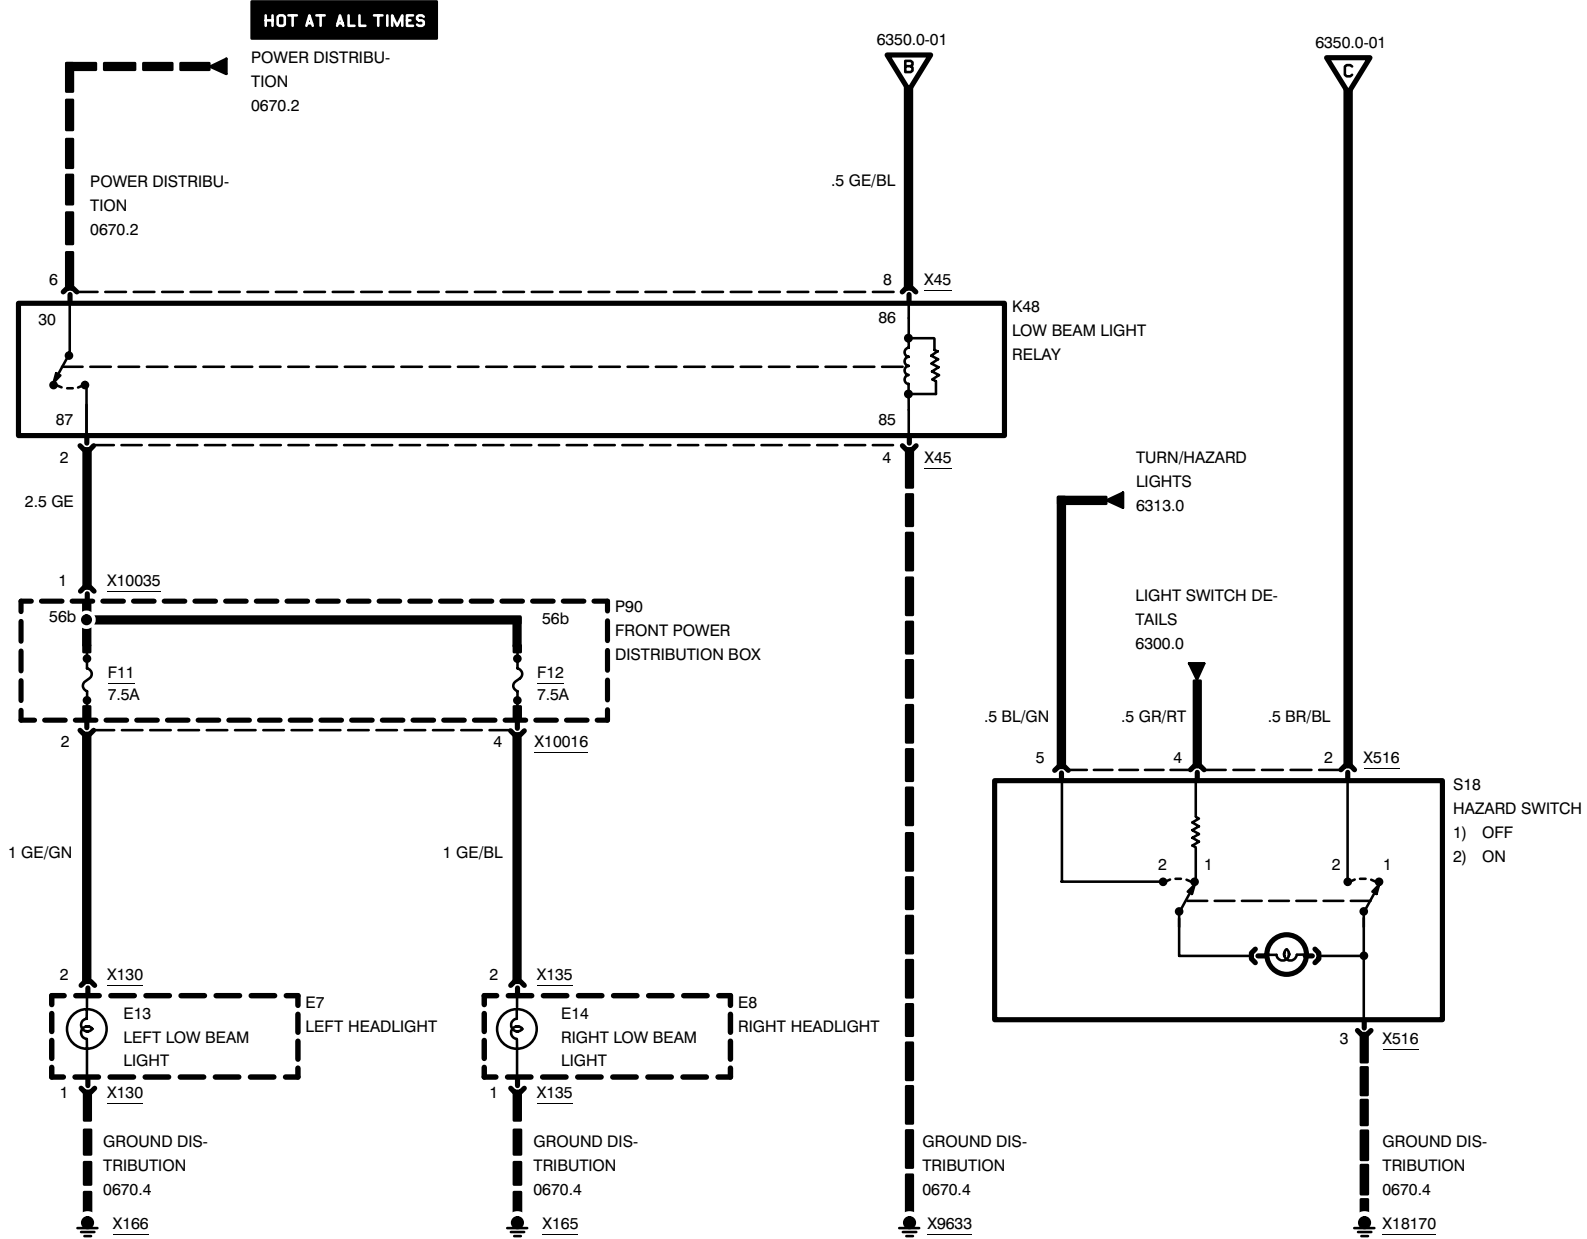 HOT AT ALL TIMES
POWER DISTRIBU-
TION
0670.2
6350.0-01
B
6350.0-01
C
POWER DISTRIBU-
TION
0670.2
.5 GE/BL
6
8
X45
30
86
K48
LOW BEAM LIGHT
RELAY
87
85
2
4
X45
2.5 GE
TURN/HAZARD
LIGHTS
6313.0
1
X10035
56b
56b
P90
FRONT POWER
DISTRIBUTION BOX
F11
7.5A
F12
7.5A
2
4
X10016
LIGHT SWITCH DE-
TAILS
6300.0
.5 BL/GN
.5 GR/RT
.5 BR/BL
5
4
2
X516
S18
HAZARD SWITCH
1) OFF
2) ON
2
1
2
1
1 GE/GN
1 GE/BL
2
X130
2
X135
E13
LEFT LOW BEAM
LIGHT
E7
LEFT HEADLIGHT
E14
RIGHT LOW BEAM
LIGHT
E8
RIGHT HEADLIGHT
3
X516
1
X130
1
X135
GROUND DIS-
TRIBUTION
0670.4
GROUND DIS-
TRIBUTION
0670.4
GROUND DIS-
TRIBUTION
0670.4
GROUND DIS-
TRIBUTION
0670.4
X166
X165
X9633
X18170